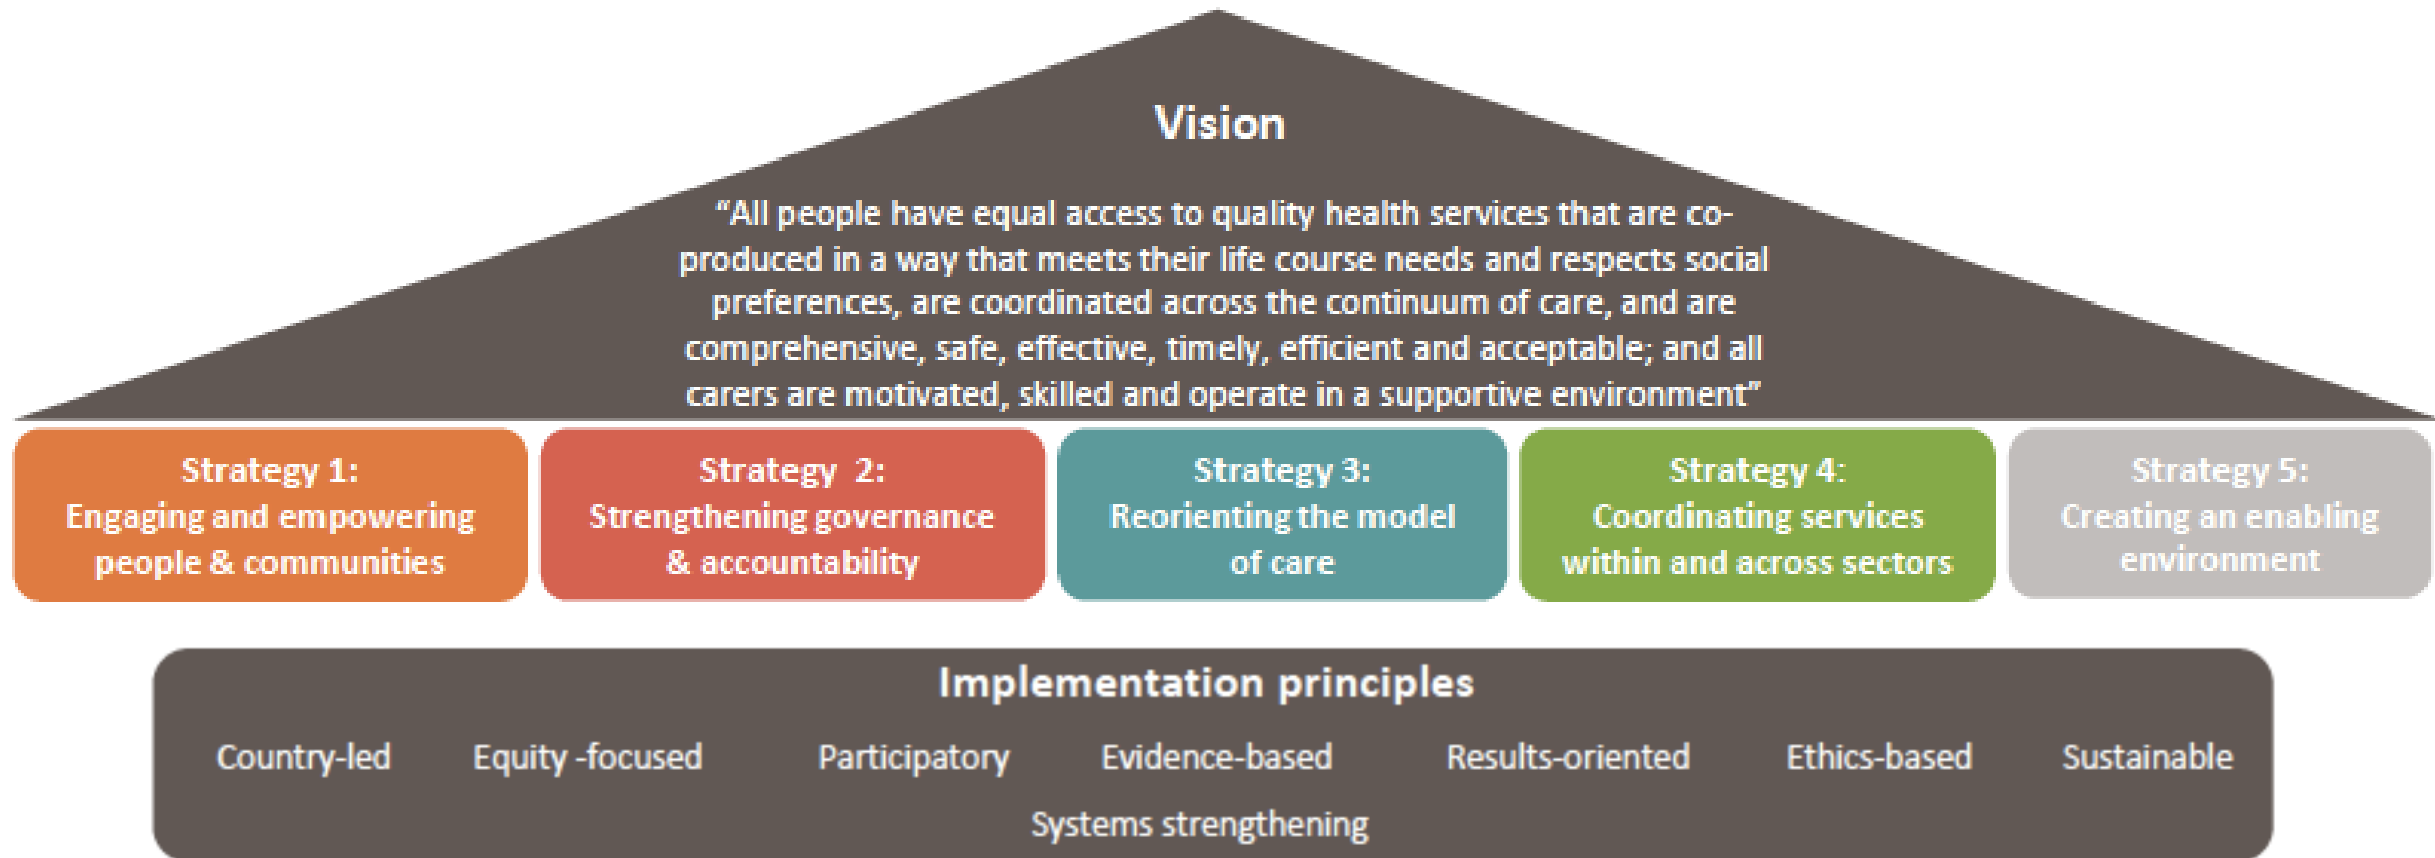 Vision
“All people have equal access to quality health services that are co-
produced in a way that meets their life course needs and respects social
preferences, are coordinated across the continuum of care, and are
comprehensive, safe, effective, timely, efficient and acceptable; and all
carers are motivated, skilled and operate in a supportive environment”
Strategy 1:
Engaging and empowering
people & communities
Strategy 2:
Strengthening governance
& accountability
Strategy 3:
Reorienting the model
of care
Strategy 4:
Coordinating services
within and across sectors
Strategy 5:
Creating an enabling
environment
Implementation principles
Country-led Equity -focused Participatory Evidence-based Results-oriented Ethics-based Sustainable
Systems strengthening